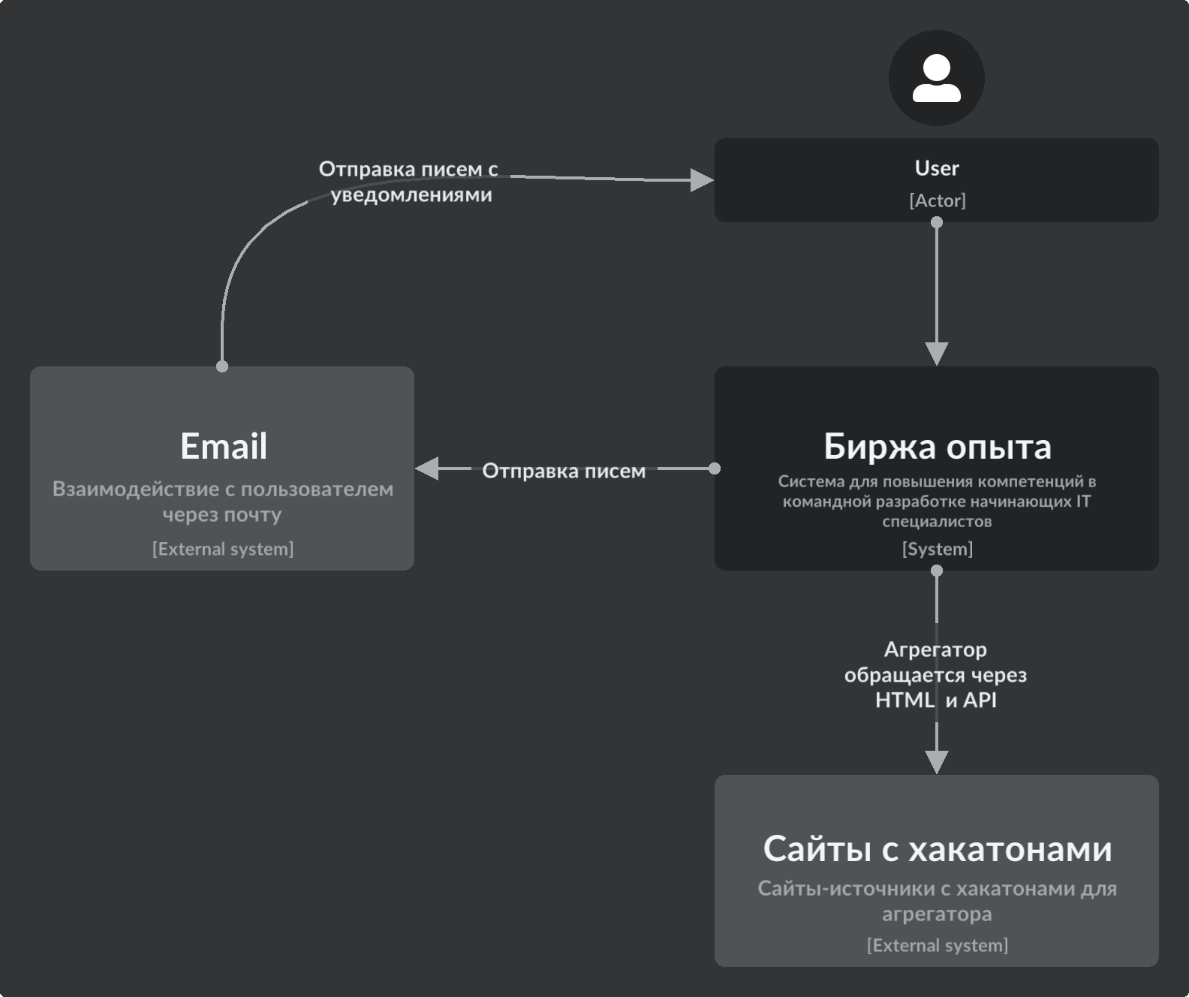 User
[Actor]
Отправка писем с
уведомлениями
Email
Взаимодействие с пользователем
через почту
[External system]
Отправка писем
Биржа опыта
Система для повышения компетенций в
командной разработке начинающих IT
специалистов
[System]
Агрегатор
обращается через
HTML и API
Сайты с хакатонами
Сайты-источники с хакатонами для
агрегатора
[External system]